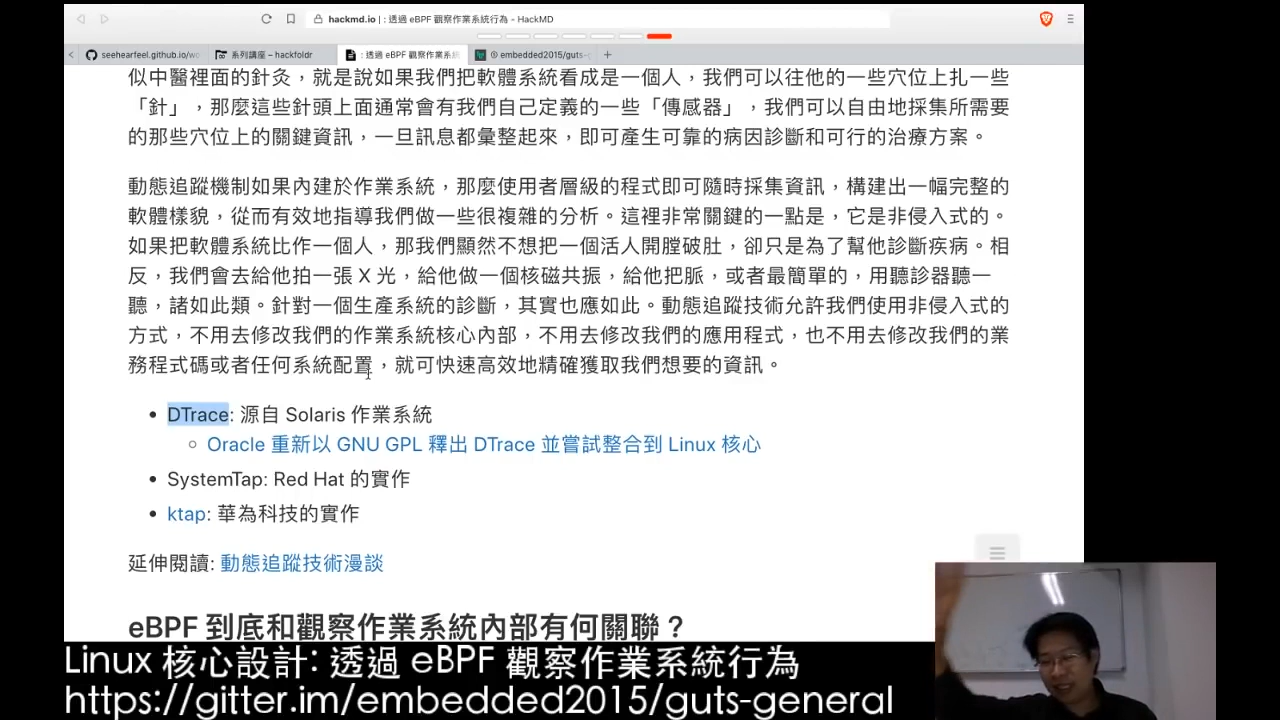 hackmd.io | : 透過 eBPF 觀察作業系統行為 - HackMD
seehearfeel.github.io/wo
系列講座 – hackfoldr
: 透過 eBPF 觀察作業系統
embedded2015/guts-g
似中醫裡面的針灸，就是說如果我們把軟體系統看成是一個人，我們可以往他的一些穴位上扎一些
「針」，那麼這些針頭上面通常會有我們自己定義的一些「傳感器」，我們可以自由地採集所需要
的那些穴位上的關鍵資訊，一旦訊息都彙整起來，即可產生可靠的病因診斷和可行的治療方案。
動態追蹤機制如果內建於作業系統，那麼使用者層級的程式即可隨時採集資訊，構建出一幅完整的
軟體樣貌，從而有效地指導我們做一些很複雜的分析。這裡非常關鍵的一點是，它是非侵入式的。
如果把軟體系統比作一個人，那我們顯然不想把一個活人開膛破肚，卻只是為了幫他診斷疾病。相
反，我們會去給他拍一張 X 光，給他做一個核磁共振，給他把脈，或者最簡單的，用聽診器聽一
聽，諸如此類。針對一個生產系統的診斷，其實也應如此。動態追蹤技術允許我們使用非侵入式的
方式，不用去修改我們的作業系統核心內部，不用去修改我們的應用程式，也不用去修改我們的業
務程式碼或者任何系統配置，就可快速高效地精確獲取我們想要的資訊。
• DTrace: 源自 Solaris 作業系統
◦ Oracle 重新以 GNU GPL 釋出 DTrace 並嘗試整合到 Linux 核心
• SystemTap: Red Hat 的實作
• ktap: 華為科技的實作
延伸閱讀: 動態追蹤技術漫談
eBPF 到底和觀察作業系統內部有何關聯？
Linux 核心設計: 透過 eBPF 觀察作業系統行為
https://gitter.im/embedded2015/guts-general